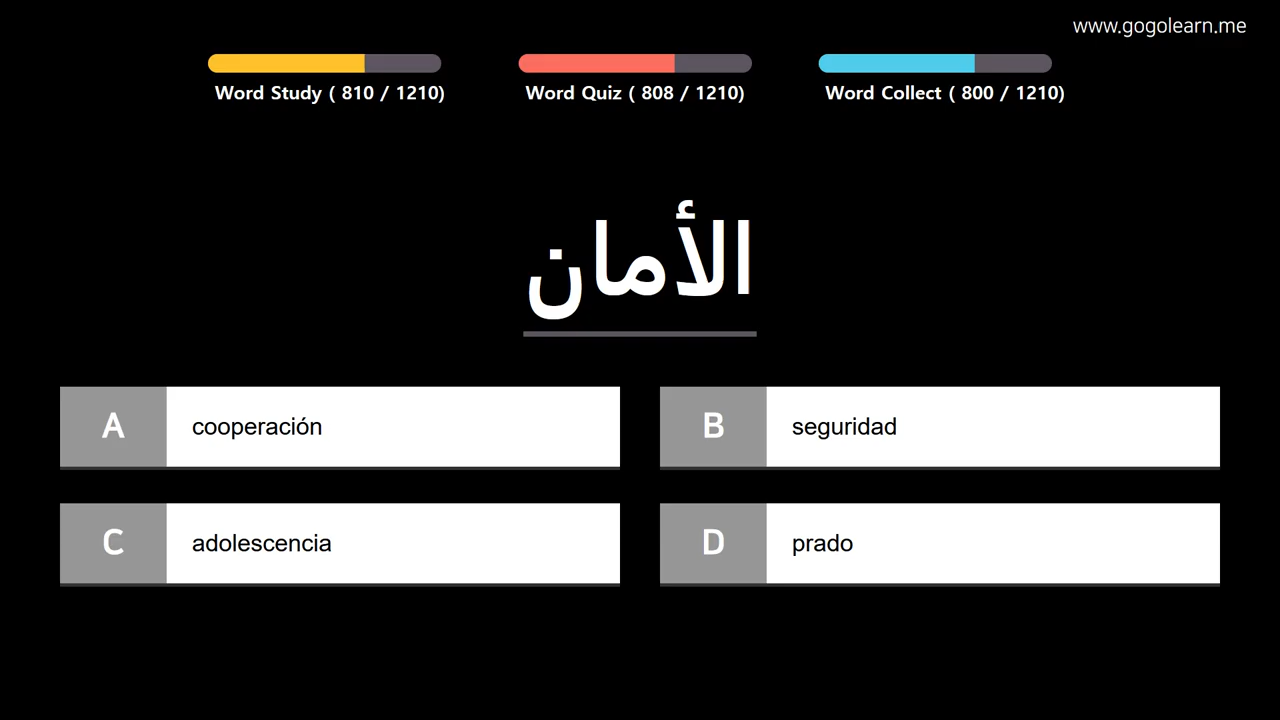 www.gogolearn.me
Word Study ( 810 / 1210)
Word Quiz ( 808 / 1210)
Word Collect ( 800 / 1210)
الأمان
A cooperación
B seguridad
C adolescencia
D prado